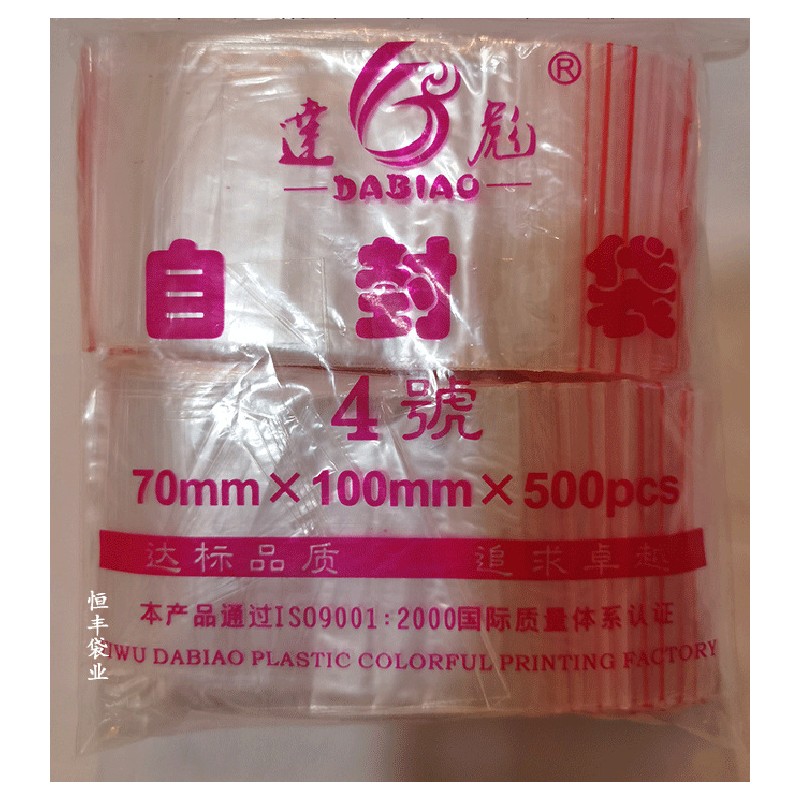 達彪 ®
DABIAO
自封袋
4號
70mm×100mm×500pcs
达标品质 追求卓越
本产品通过ISO9001:2000国际质量体系认证
IWU DABIAO PLASTIC COLORFUL PRINTING FACTORY
恒丰袋业